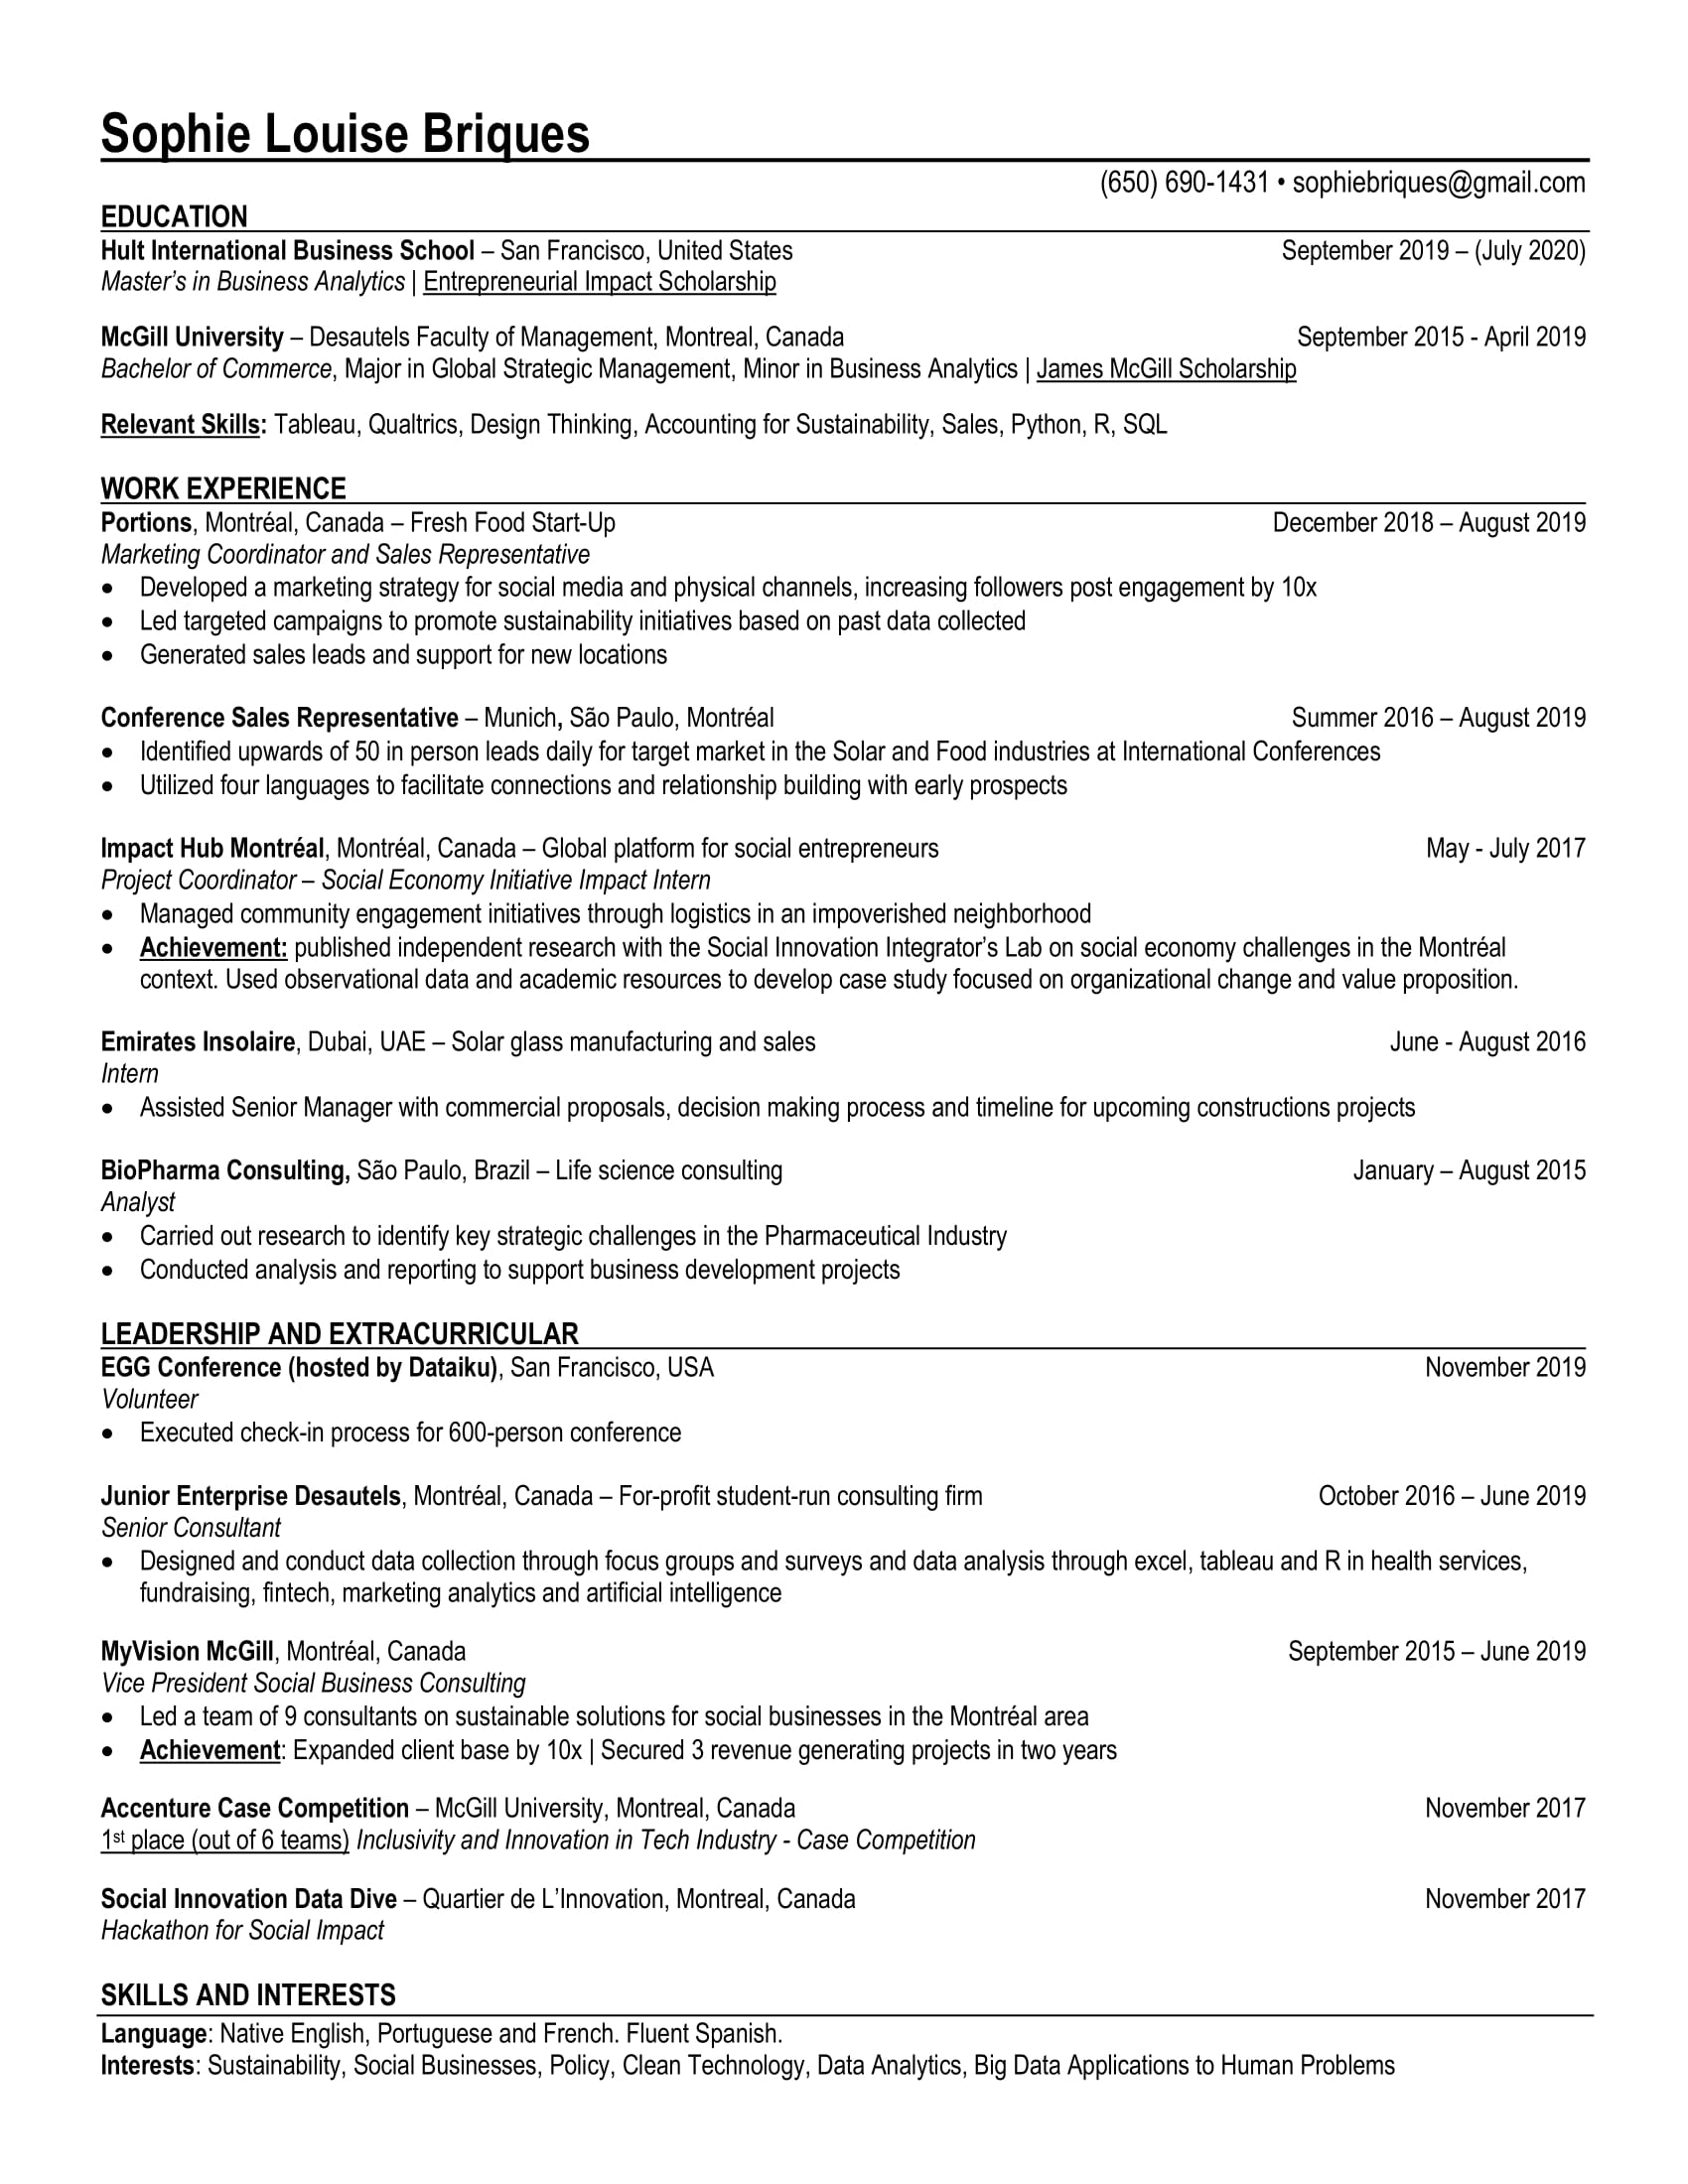 Sophie Louise Briques
(650) 690-1431 • sophiebriques@gmail.com
EDUCATION
Hult International Business School – San Francisco, United States September 2019 – (July 2020)
Master's in Business Analytics | Entrepreneurial Impact Scholarship
McGill University – Desautels Faculty of Management, Montreal, Canada September 2015 - April 2019
Bachelor of Commerce, Major in Global Strategic Management, Minor in Business Analytics | James McGill Scholarship
Relevant Skills: Tableau, Qualtrics, Design Thinking, Accounting for Sustainability, Sales, Python, R, SQL
WORK EXPERIENCE
Portions, Montréal, Canada – Fresh Food Start-Up December 2018 – August 2019
Marketing Coordinator and Sales Representative
• Developed a marketing strategy for social media and physical channels, increasing followers post engagement by 10x
• Led targeted campaigns to promote sustainability initiatives based on past data collected
• Generated sales leads and support for new locations
Conference Sales Representative – Munich, São Paulo, Montréal Summer 2016 – August 2019
• Identified upwards of 50 in person leads daily for target market in the Solar and Food industries at International Conferences
• Utilized four languages to facilitate connections and relationship building with early prospects
Impact Hub Montréal, Montréal, Canada – Global platform for social entrepreneurs May - July 2017
Project Coordinator – Social Economy Initiative Impact Intern
• Managed community engagement initiatives through logistics in an impoverished neighborhood
• Achievement: published independent research with the Social Innovation Integrator's Lab on social economy challenges in the Montréal
context. Used observational data and academic resources to develop case study focused on organizational change and value proposition.
Emirates Insolaire, Dubai, UAE – Solar glass manufacturing and sales June - August 2016
Intern
• Assisted Senior Manager with commercial proposals, decision making process and timeline for upcoming constructions projects
BioPharma Consulting, São Paulo, Brazil – Life science consulting January – August 2015
Analyst
• Carried out research to identify key strategic challenges in the Pharmaceutical Industry
• Conducted analysis and reporting to support business development projects
LEADERSHIP AND EXTRACURRICULAR
EGG Conference (hosted by Dataiku), San Francisco, USA November 2019
Volunteer
• Executed check-in process for 600-person conference
Junior Enterprise Desautels, Montréal, Canada – For-profit student-run consulting firm October 2016 – June 2019
Senior Consultant
• Designed and conduct data collection through focus groups and surveys and data analysis through excel, tableau and R in health services,
fundraising, fintech, marketing analytics and artificial intelligence
MyVision McGill, Montréal, Canada September 2015 – June 2019
Vice President Social Business Consulting
• Led a team of 9 consultants on sustainable solutions for social businesses in the Montréal area
• Achievement: Expanded client base by 10x | Secured 3 revenue generating projects in two years
Accenture Case Competition – McGill University, Montreal, Canada November 2017
1st place (out of 6 teams) Inclusivity and Innovation in Tech Industry - Case Competition
Social Innovation Data Dive – Quartier de L'Innovation, Montreal, Canada November 2017
Hackathon for Social Impact
SKILLS AND INTERESTS
Language: Native English, Portuguese and French. Fluent Spanish.
Interests: Sustainability, Social Businesses, Policy, Clean Technology, Data Analytics, Big Data Applications to Human Problems